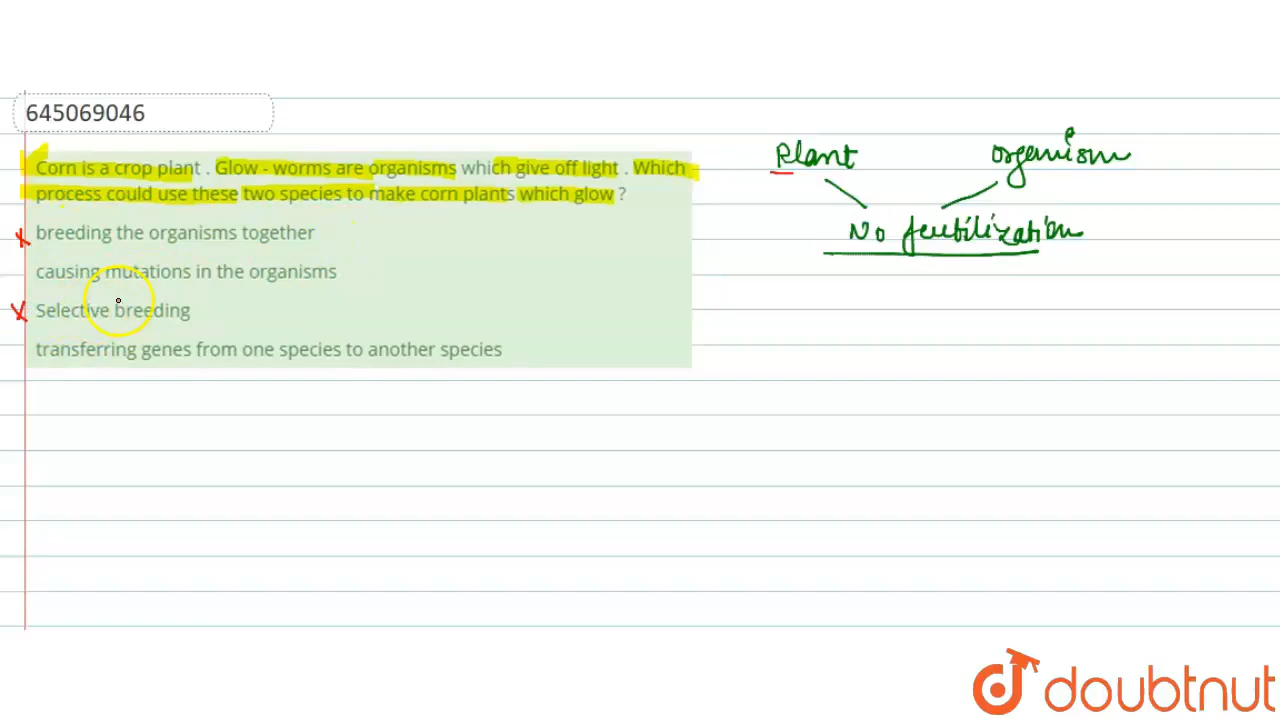 645069046
Corn is a crop plant . Glow - worms are organisms which give off light . Which
process could use these two species to make corn plants which glow ?
breeding the organisms together
causing mutations in the organisms
Selective breeding
transferring genes from one species to another species
Plant organism
No fertilization
doubtnut